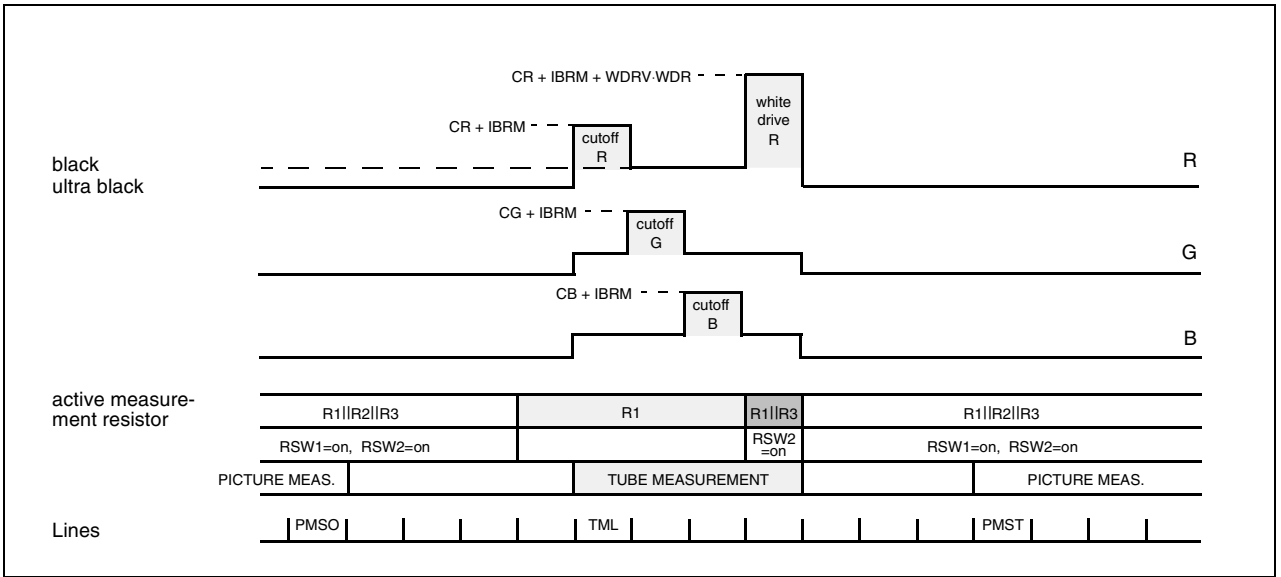 CR + IBRM + WDRV·WDR
white
drive
R
CR + IBRM
cutoff
R
black
ultra black
R
CG + IBRM
cutoff
G
G
CB + IBRM
cutoff
B
B
active measure-
ment resistor
R1||R2||R3
R1
R1||R3
R1||R2||R3
RSW1=on, RSW2=on
RSW2
=on
RSW1=on, RSW2=on
PICTURE MEAS.
TUBE MEASUREMENT
PICTURE MEAS.
Lines
PMSO
TML
PMST